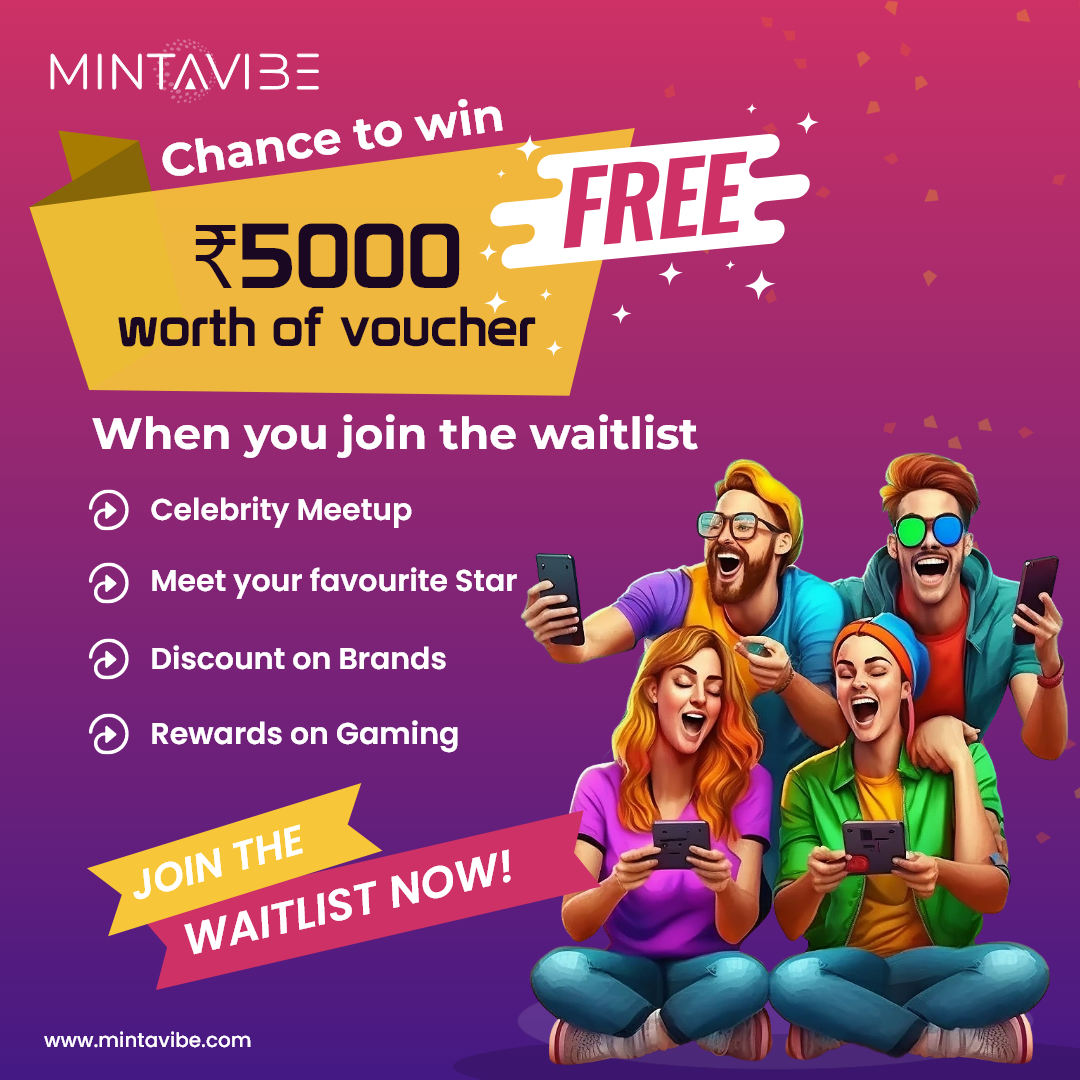 MINTAVIBE
Chance to win
FREE
₹5000
worth of voucher
When you join the waitlist
Celebrity Meetup
Meet your favourite Star
Discount on Brands
Rewards on Gaming
JOIN THE
WAITLIST NOW!
www.mintavibe.com